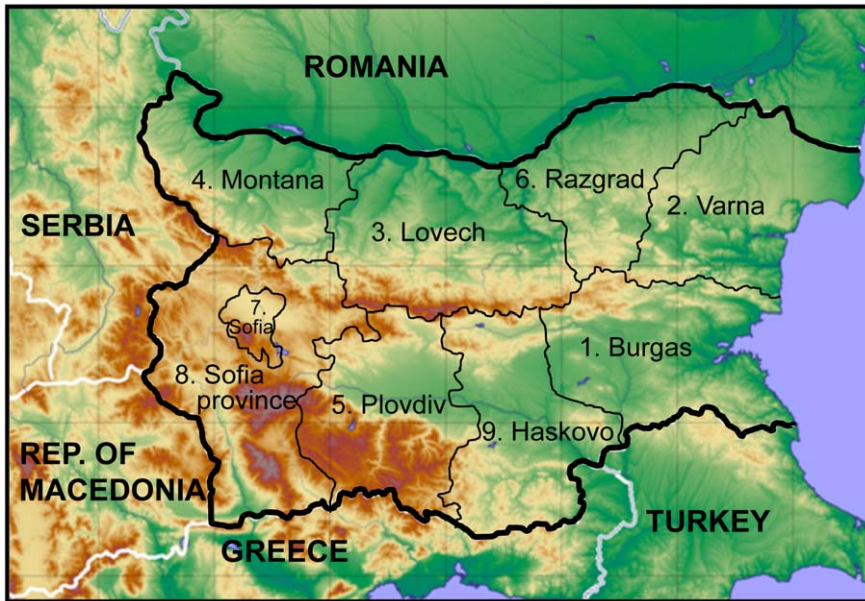 ROMANIA
4. Montana
6. Razgrad
2. Varna
SERBIA
3. Lovech
7.
Sofia
1. Burgas
8. Sofia
province
5. Plovdiv
9. Haskovo
REP. OF
MACEDONIA
TURKEY
GREECE